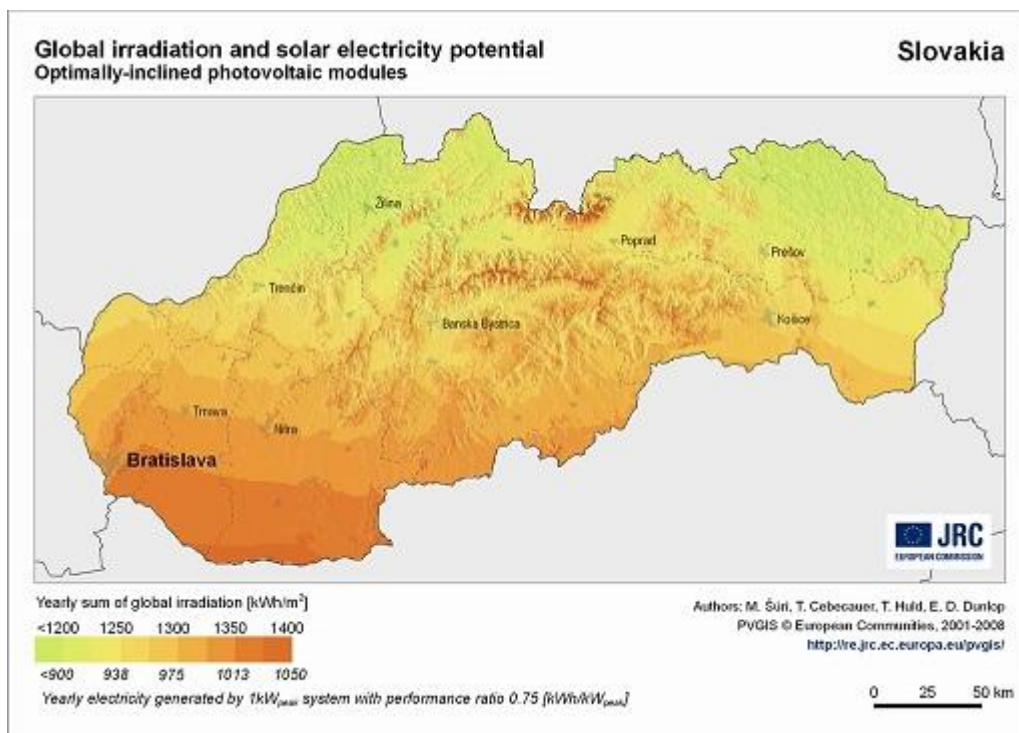 Global irradiation and solar electricity potential
Optimally-inclined photovoltaic modules
Slovakia
Žilina
Poprad
Prešov
Trenčín
Banska Bystrica
Košice
Trnava
Nitra
Bratislava
JRC
EUROPEAN COMMISSION
Yearly sum of global irradiation [kWh/m²]
<1200 1250 1300 1350 1400
<900 938 975 1013 1050
Yearly electricity generated by 1kWpeak system with performance ratio 0.75 [kWh/kWpeak]
Authors: M. Šúri, T. Cebecauer, T. Huld, E. D. Dunlop
PVGIS © European Communities, 2001-2008
http://re.jrc.ec.europa.eu/pvgis/
0 25 50 km